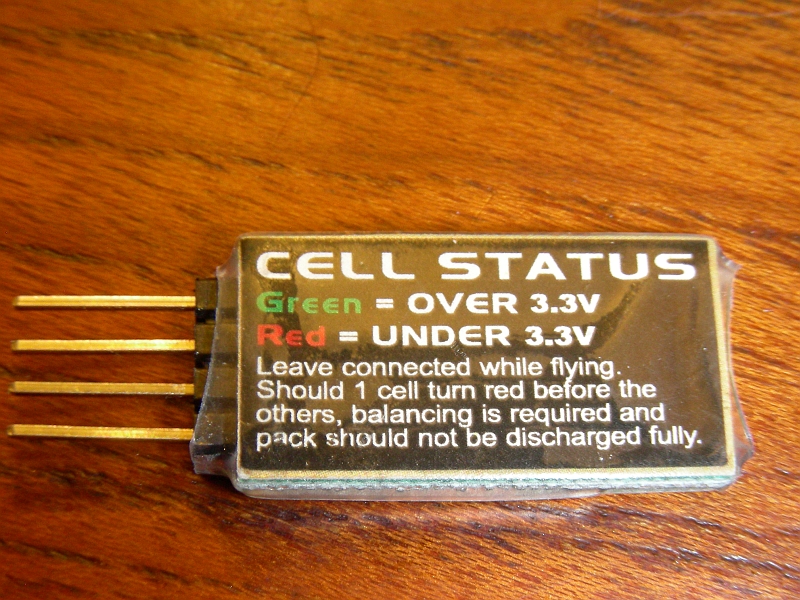 CELL STATUS
Green = OVER 3.3V
Red = UNDER 3.3V
Leave connected while flying.
Should 1 cell turn red before the
others, balancing is required and
pack should not be discharged fully.